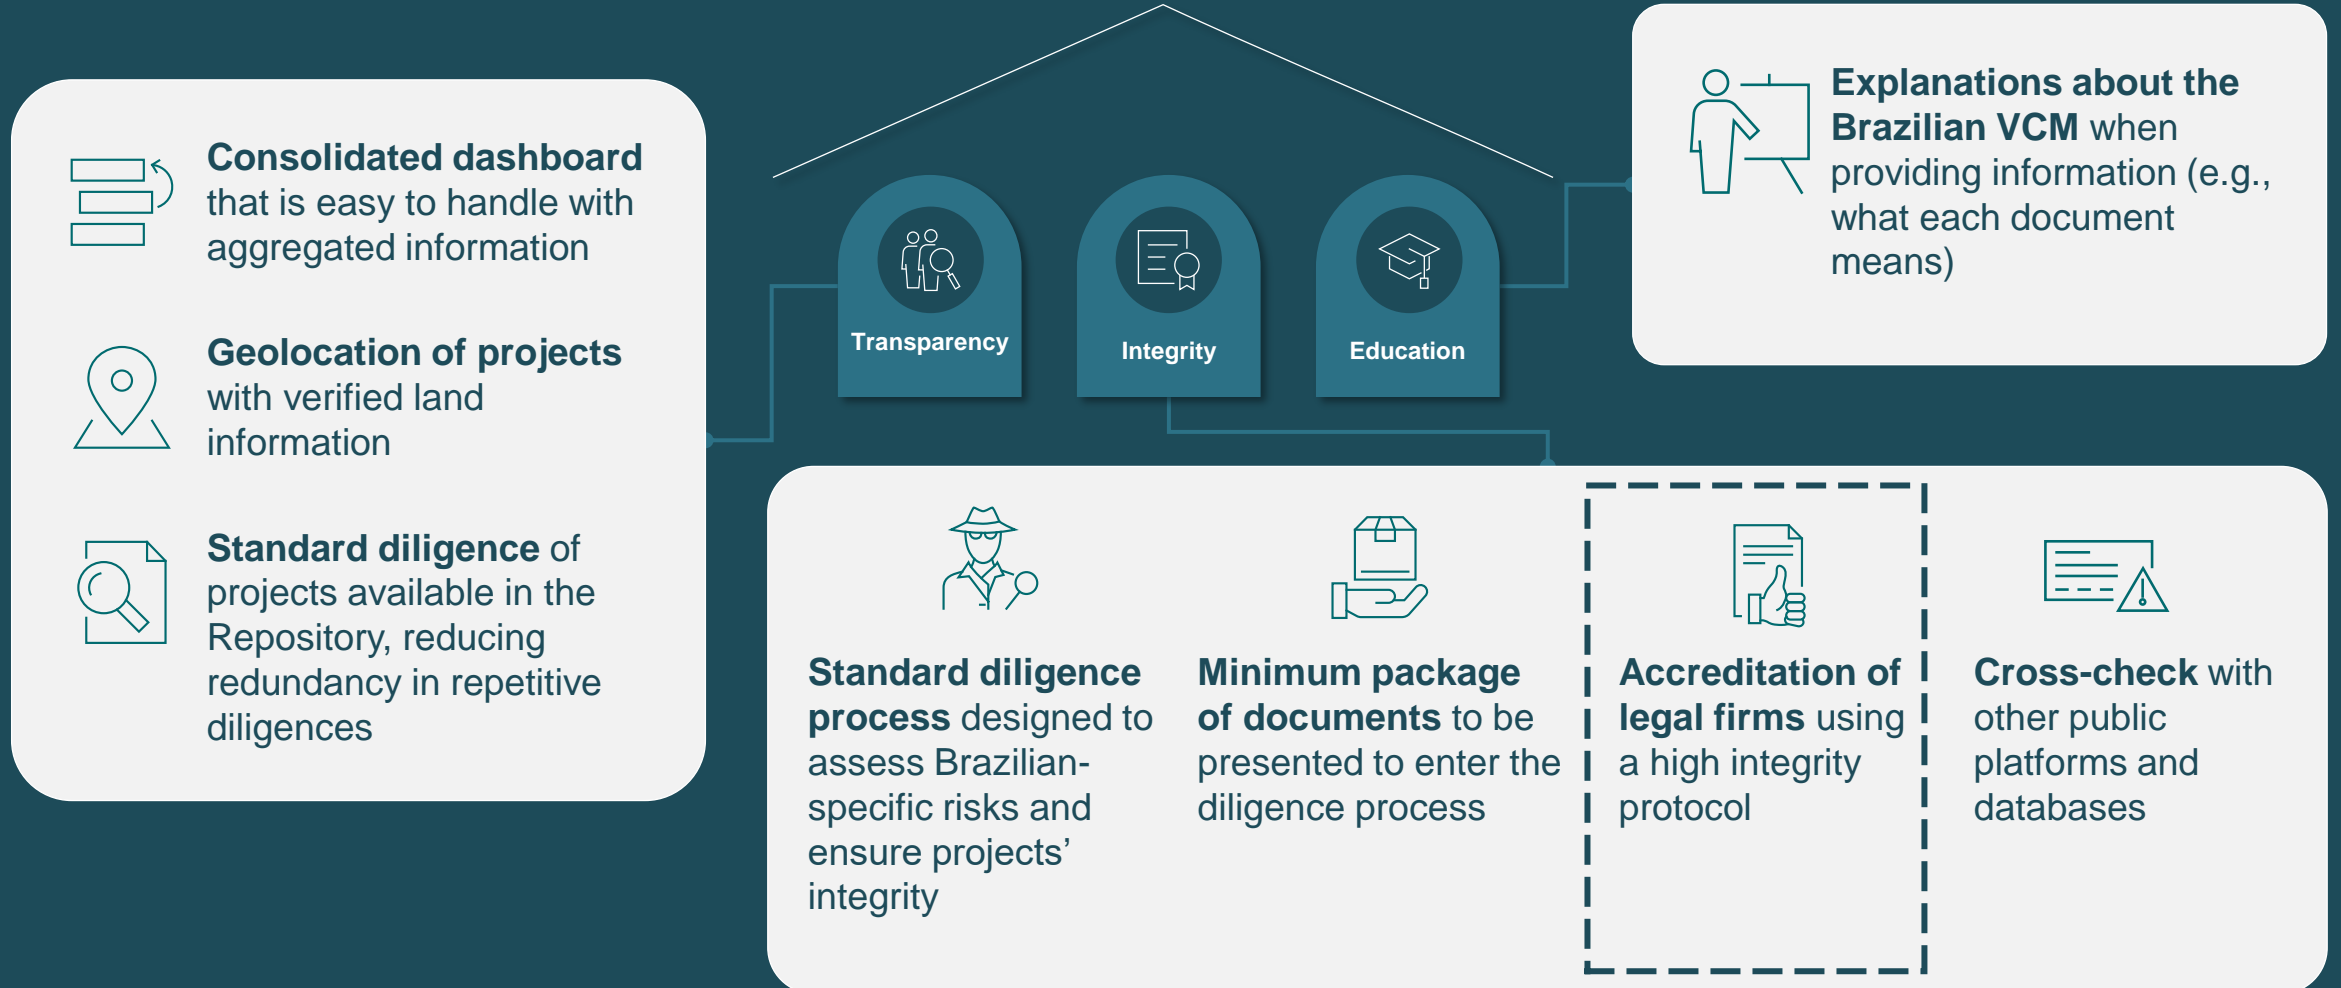 Consolidated dashboard
that is easy to handle with
aggregated information
Geolocation of projects
with verified land
information
Standard diligence of
projects available in the
Repository, reducing
redundancy in repetitive
diligences
Transparency
Integrity
Education
Explanations about the
Brazilian VCM when
providing information (e.g.,
what each document
means)
Standard diligence
process designed to
assess Brazilian-
specific risks and
ensure projects’
integrity
Minimum package
of documents to be
presented to enter the
diligence process
Accreditation of
legal firms using
a high integrity
protocol
Cross-check with
other public
platforms and
databases